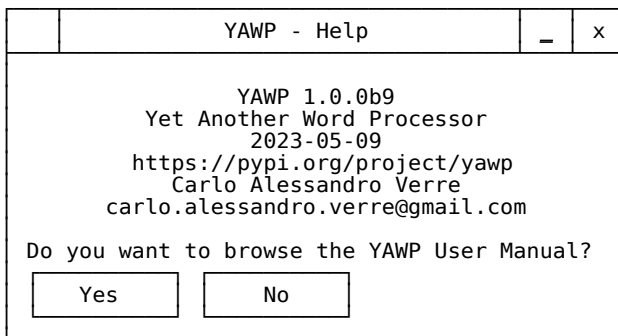 YAWP - Help _ x
YAWP 1.0.0b9
Yet Another Word Processor
2023-05-09
https://pypi.org/project/yawp
Carlo Alessandro Verre
carlo.alessandro.verre@gmail.com
Do you want to browse the YAWP User Manual?
Yes No